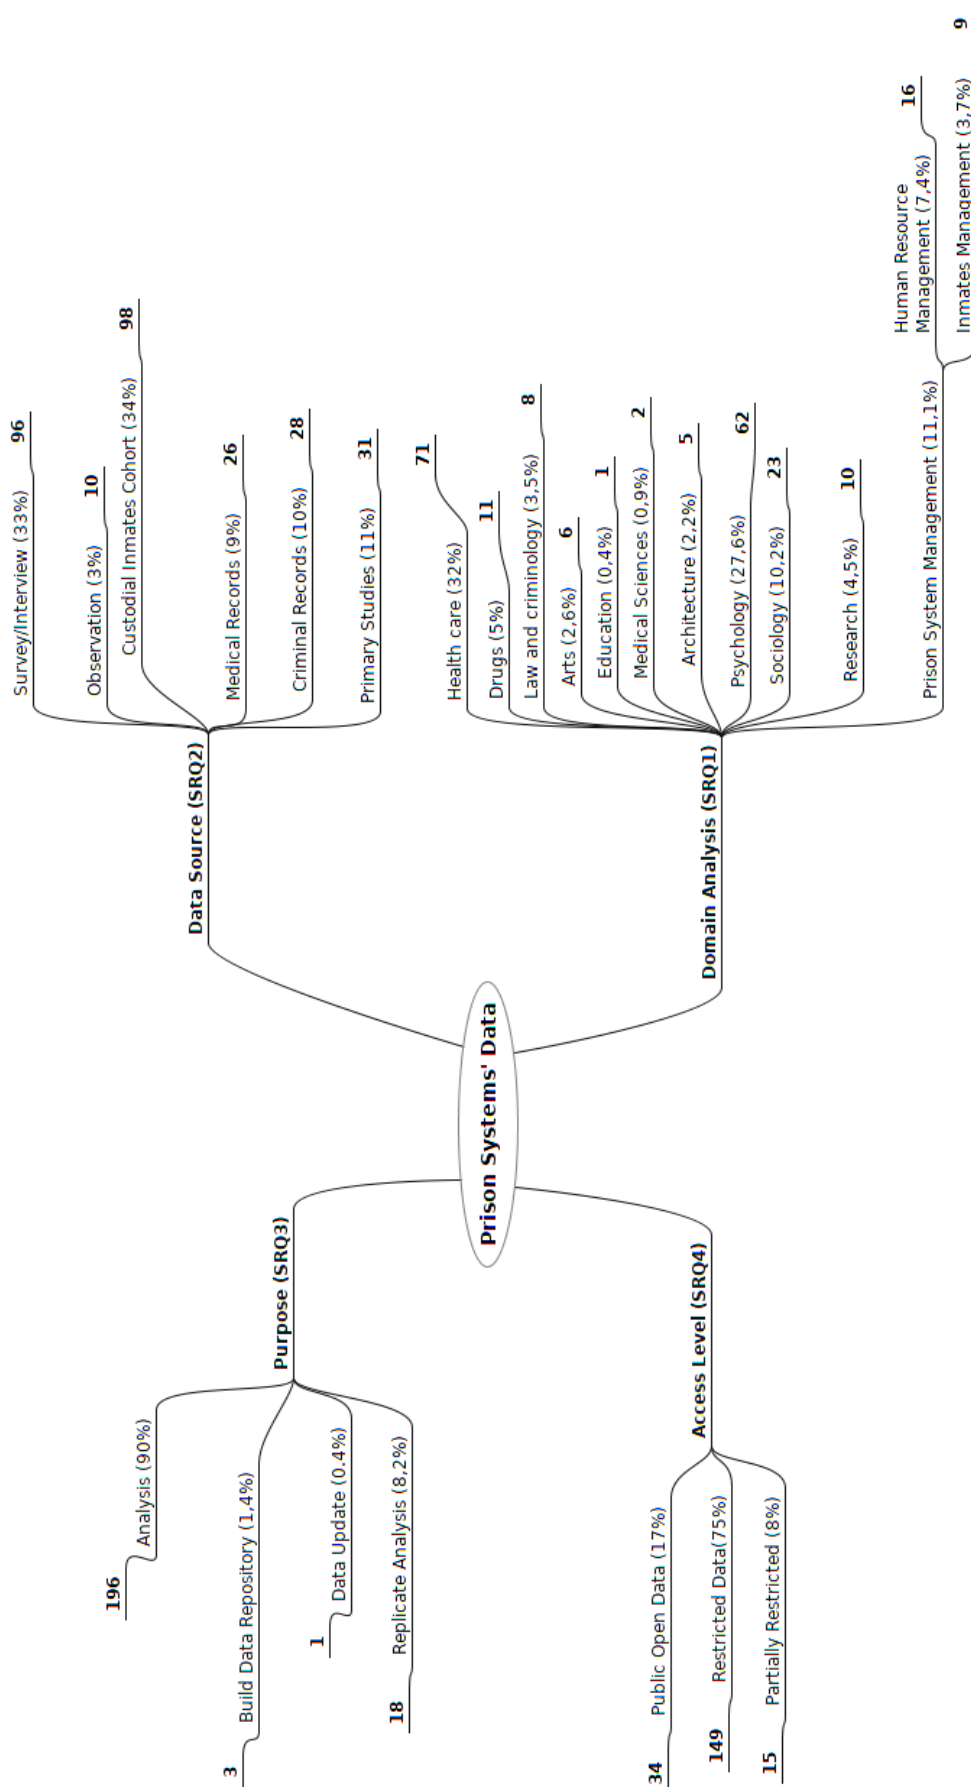 Prison Systems' Data
Purpose (SRQ3)
Analysis (90%)
196
Build Data Repository (1,4%)
3
Data Update (0.4%)
1
Replicate Analysis (8,2%)
18
Access Level (SRQ4)
Public Open Data (17%)
34
Restricted Data(75%)
149
Partially Restricted (8%)
15
Data Source (SRQ2)
Survey/Interview (33%)
96
Observation (3%)
10
Custodial Inmates Cohort (34%)
98
Medical Records (9%)
26
Criminal Records (10%)
28
Primary Studies (11%)
31
Domain Analysis (SRQ1)
Health care (32%)
71
Drugs (5%)
11
Law and criminology (3,5%)
8
Arts (2,6%)
6
Education (0,4%)
1
Medical Sciences (0,9%)
2
Architecture (2,2%)
5
Psychology (27,6%)
62
Sociology (10,2%)
23
Research (4,5%)
10
Prison System Management (11,1%)
Human Resource
Management (7,4%)
16
Inmates Management (3,7%)
9